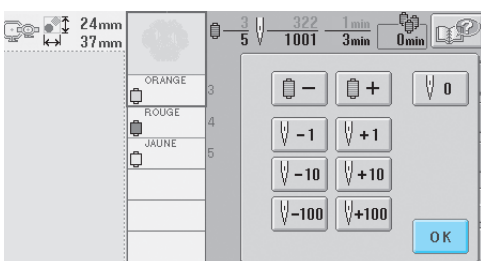 24mm
37mm
3 322 1min
5 1001 3min 0min
ORANGE 3
ROUGE 4
JAUNE 5
− + 0
−1 +1
−10 +10
−100 +100
OK